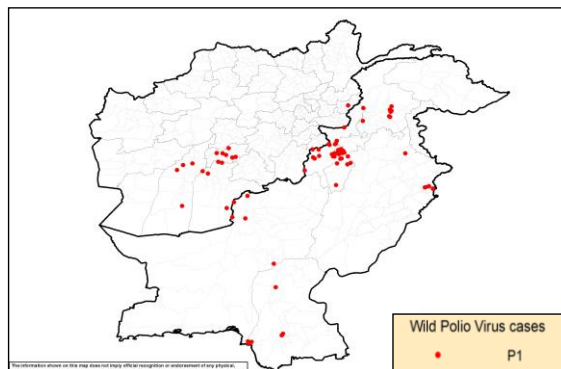 Wild Polio Virus cases
P1
The information shown on this map does not imply official recognition or endorsement of any physical,